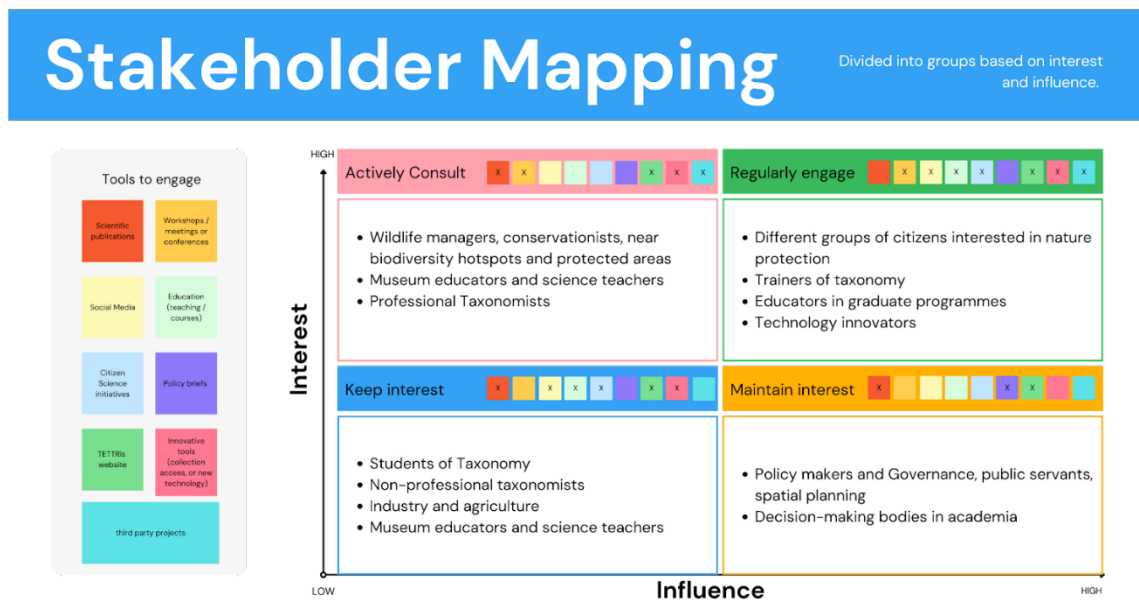 Stakeholder Mapping
Divided into groups based on interest
and influence.
Tools to engage
Scientific
publications
Workshops /
meetings or
conferences
Social Media
Education
(teaching /
courses)
Citizen
Science
initiatives
Policy briefs
TETTRIs
website
Innovative
tools
(collection
access, or new
technology)
third party projects
HIGH
Interest
Actively Consult
x x x x x
• Wildlife managers, conservationists, near
biodiversity hotspots and protected areas
• Museum educators and science teachers
• Professional Taxonomists
Regularly engage
x x x x x x x
• Different groups of citizens interested in nature
protection
• Trainers of taxonomy
• Educators in graduate programmes
• Technology innovators
Keep interest
x x x x x x
• Students of Taxonomy
• Non-professional taxonomists
• Industry and agriculture
• Museum educators and science teachers
Maintain interest
x x x
• Policy makers and Governance, public servants,
spatial planning
• Decision-making bodies in academia
LOW
Influence
HIGH